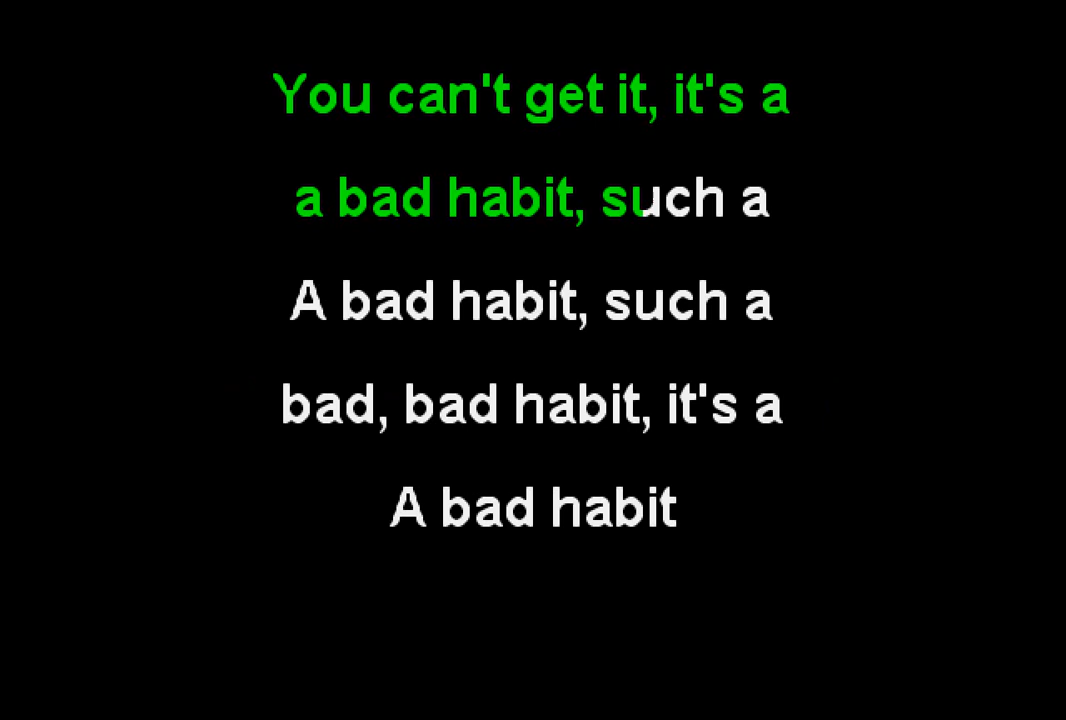 You can't get it, it's a
a bad habit, such a
A bad habit, such a
bad, bad habit, it's a
A bad habit